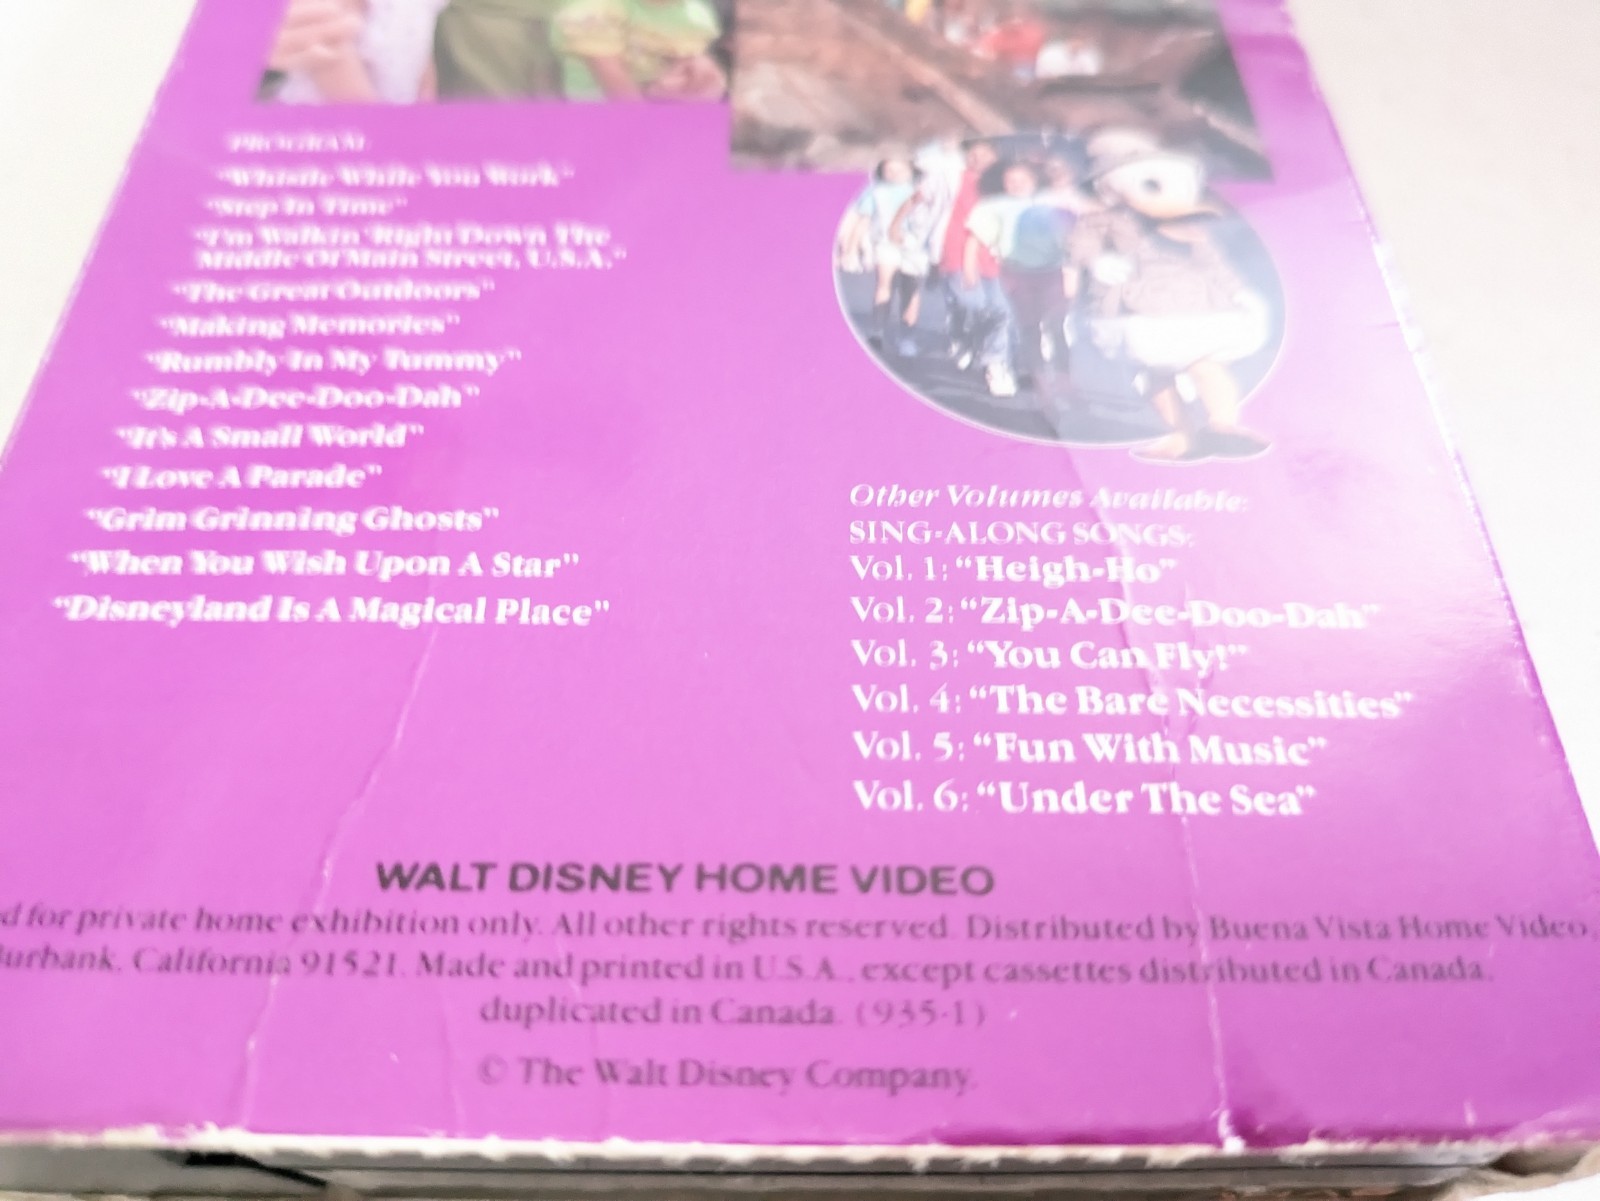 PROGRAM:
"Whistle While You Work"
"Step In Time"
"I'm Walkin' Right Down The
Middle Of Main Street, U.S.A."
"The Great Outdoors"
"Making Memories"
"Rumbly In My Tummy"
"Zip-A-Dee-Doo-Dah"
"It's A Small World"
"I Love A Parade"
"Grim Grinning Ghosts"
"When You Wish Upon A Star"
"Disneyland Is A Magical Place"
Other Volumes Available:
SING-ALONG SONGS:
Vol. 1: "Heigh-Ho"
Vol. 2: "Zip-A-Dee-Doo-Dah"
Vol. 3: "You Can Fly!"
Vol. 4: "The Bare Necessities"
Vol. 5: "Fun With Music"
Vol. 6: "Under The Sea"
WALT DISNEY HOME VIDEO
for private home exhibition only. All other rights reserved. Distributed by Buena Vista Home Video,
Burbank, California 91521. Made and printed in U.S.A., except cassettes distributed in Canada,
duplicated in Canada. (935-1)
© The Walt Disney Company.